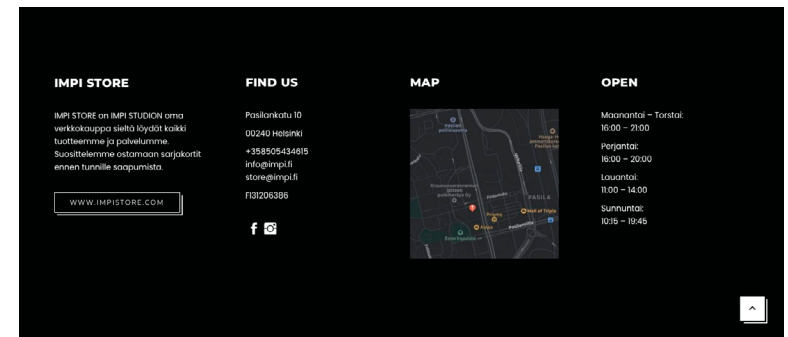 IMPI STORE
IMPI STORE on IMPI STUDION oma
verkkokauppa sieltä löydät kaikki
tuotteemme ja palvelumme.
Suosittelemme ostamaan sarjakortit
ennen tunnille saapumista.
WWW.IMPISTORE.COM
FIND US
Pasilankatu 10
00240 Helsinki
+358505434615
info@impi.fi
store@impi.fi
FI31206386
MAP
PASILA
Prisma
Mall of Tripla
OPEN
Maanantai – Torstai:
16:00 – 21:00
Perjantai:
16:00 – 20:00
Lauantai:
11:00 – 14:00
Sunnuntai:
10:15 – 19:45